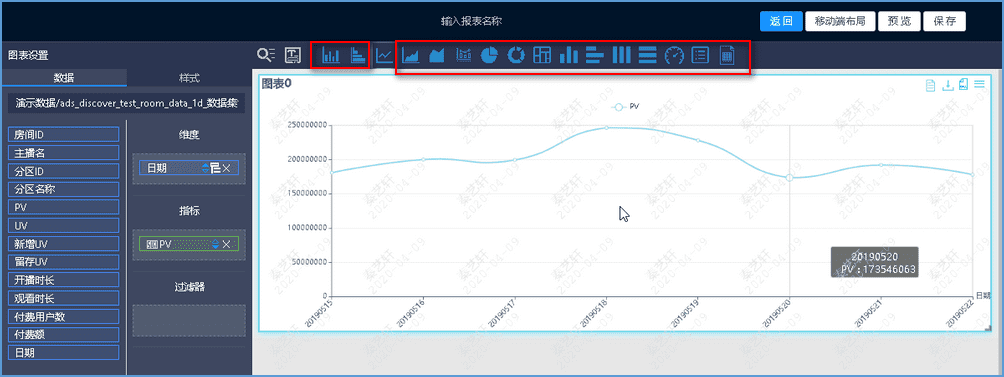 输入报表名称
返 回
移动端布局
预 览
保 存
图表设置
数据
样式
演示数据/ads_discover_test_room_data_1d_数据集
房间ID
主播名
分区ID
分区名称
PV
UV
新增UV
留存UV
开播时长
观看时长
付费用户数
付费额
日期
维度
日期
指标
PV
过滤器
图表0
PV
250000000
200000000
150000000
100000000
50000000
0
20190515
20190516
20190517
20190518
20190519
20190520
20190521
20190522
日期
20190520
PV : 173546063
秦艺轩
2020-04-09